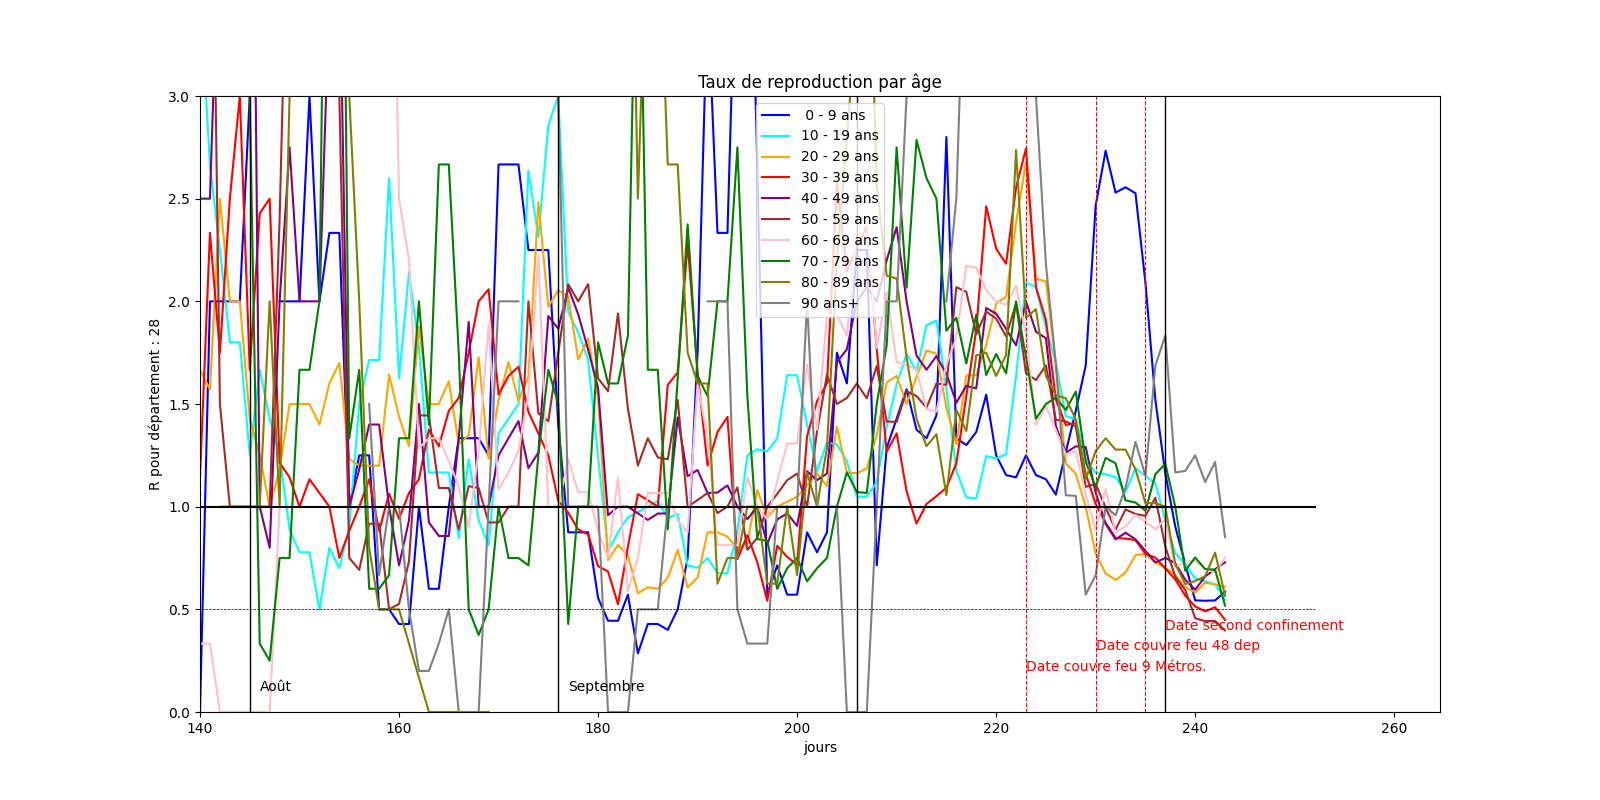 Taux de reproduction par âge
R pour département : 28
3.0
2.5
2.0
1.5
1.0
0.5
0.0
0 - 9 ans
10 - 19 ans
20 - 29 ans
30 - 39 ans
40 - 49 ans
50 - 59 ans
60 - 69 ans
70 - 79 ans
80 - 89 ans
90 ans+
Date second confinement
Date couvre feu 48 dep
Date couvre feu 9 Métros.
Août
Septembre
140
160
180
200
220
240
260
jours